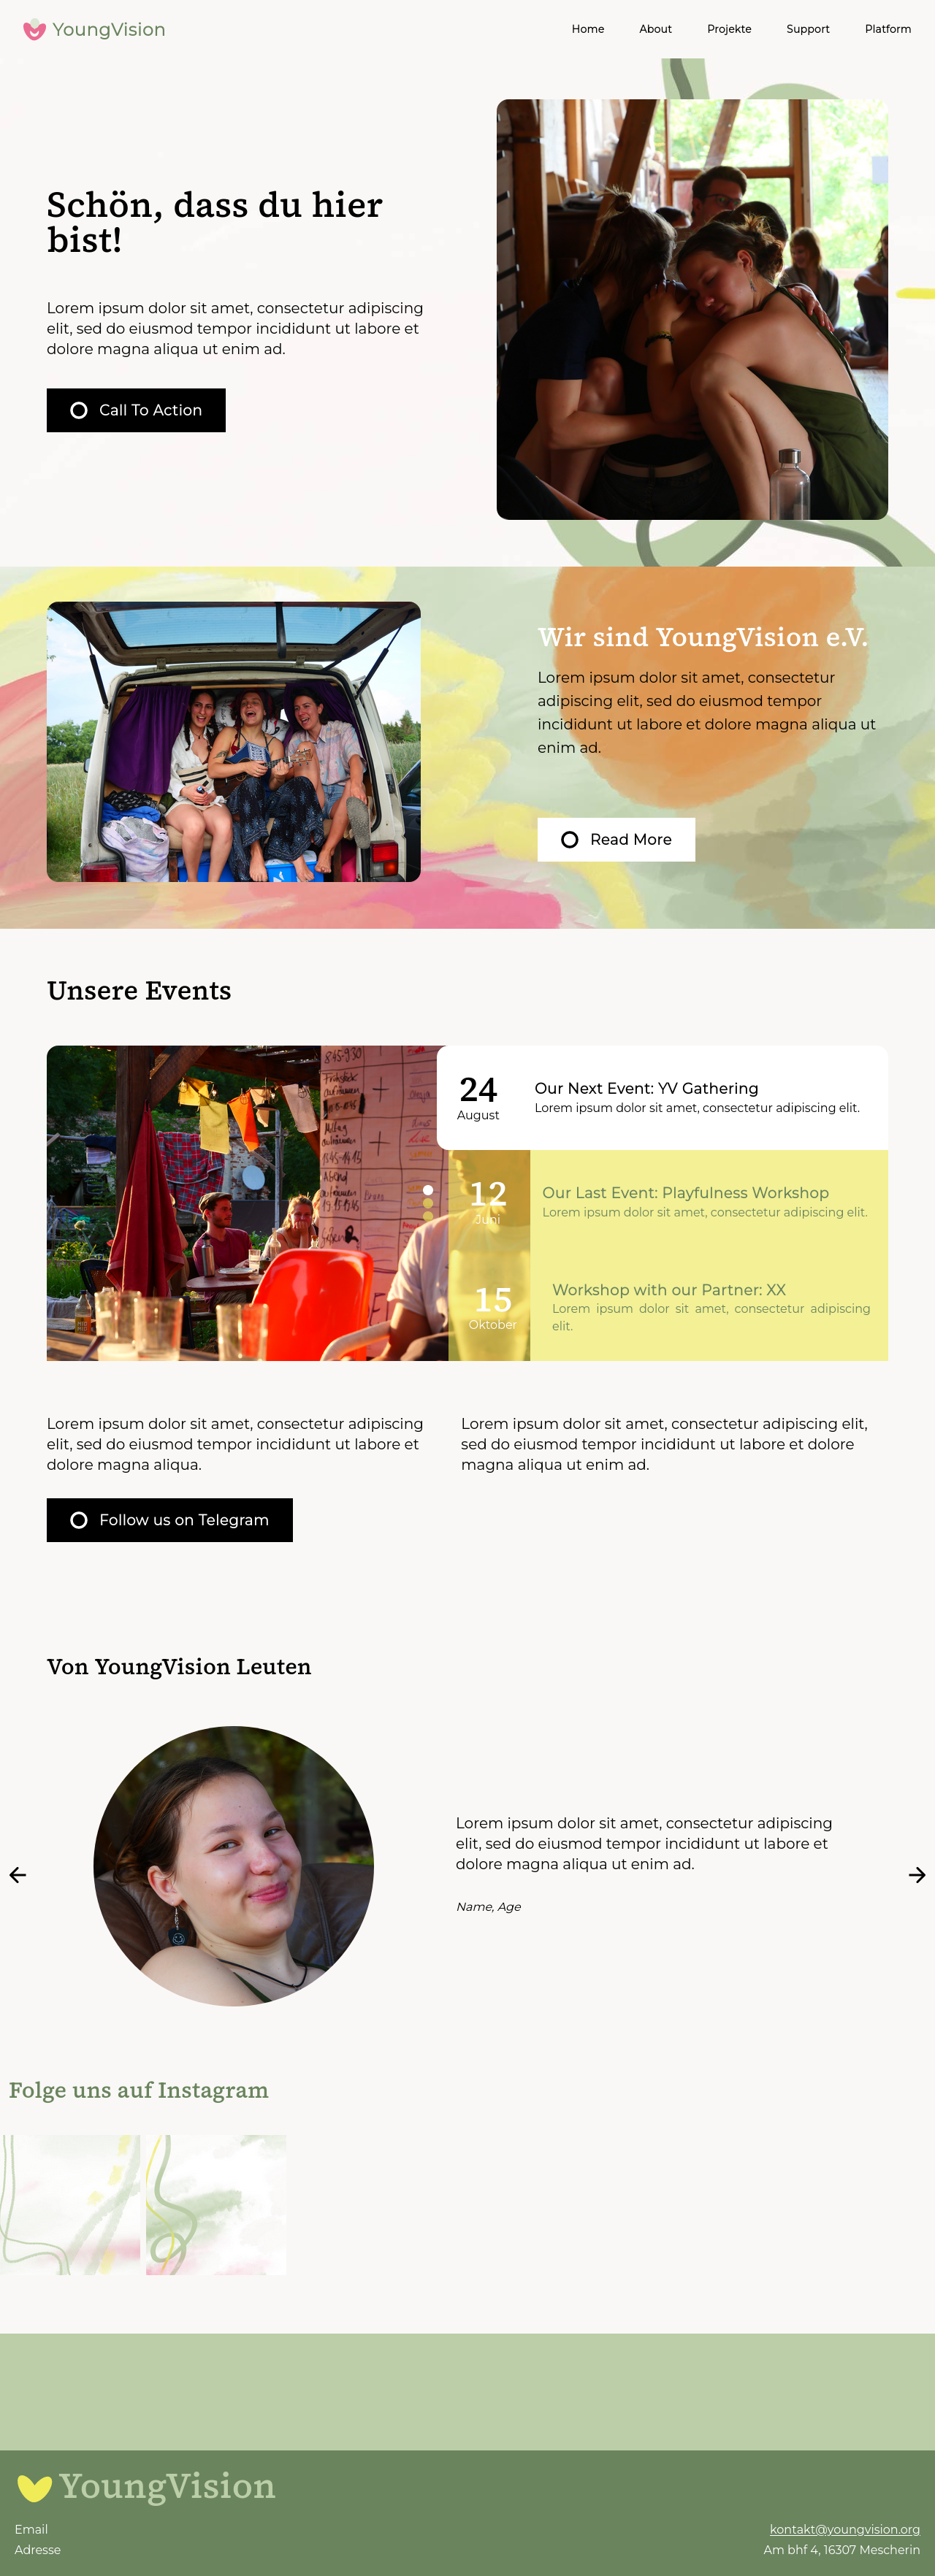 YoungVision
Home About Projekte Support Platform
Schön, dass du hier
bist!
Lorem ipsum dolor sit amet, consectetur adipiscing
elit, sed do eiusmod tempor incididunt ut labore et
dolore magna aliqua ut enim ad.
Call To Action
Wir sind YoungVision e.V.
Lorem ipsum dolor sit amet, consectetur
adipiscing elit, sed do eiusmod tempor
incididunt ut labore et dolore magna aliqua ut
enim ad.
Read More
Unsere Events
24
August
Our Next Event: YV Gathering
Lorem ipsum dolor sit amet, consectetur adipiscing elit.
12
Juni
Our Last Event: Playfulness Workshop
Lorem ipsum dolor sit amet, consectetur adipiscing elit.
15
Oktober
Workshop with our Partner: XX
Lorem ipsum dolor sit amet, consectetur adipiscing
elit.
Lorem ipsum dolor sit amet, consectetur adipiscing
elit, sed do eiusmod tempor incididunt ut labore et
dolore magna aliqua.
Lorem ipsum dolor sit amet, consectetur adipiscing elit,
sed do eiusmod tempor incididunt ut labore et dolore
magna aliqua ut enim ad.
Follow us on Telegram
Von YoungVision Leuten
Lorem ipsum dolor sit amet, consectetur adipiscing
elit, sed do eiusmod tempor incididunt ut labore et
dolore magna aliqua ut enim ad.
Name, Age
Folge uns auf Instagram
YoungVision
Email
kontakt@youngvision.org
Adresse
Am bhf 4, 16307 Mescherin